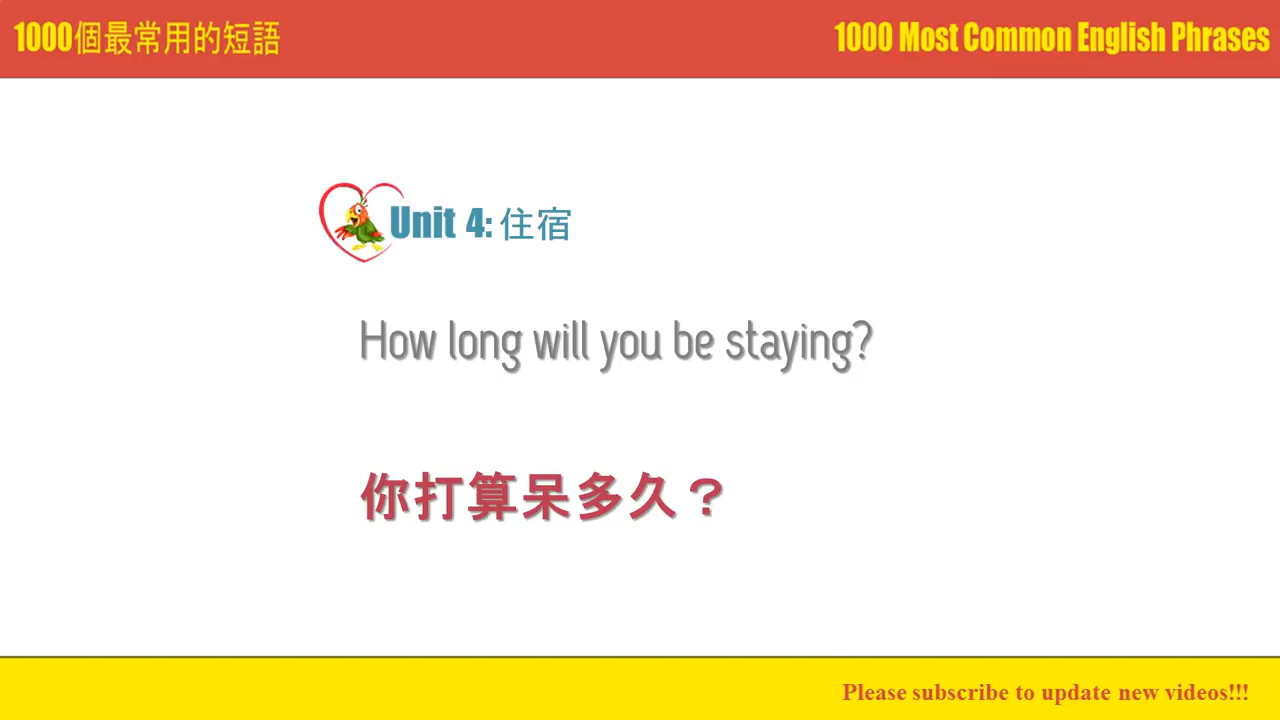 1000個最常用的短語
1000 Most Common English Phrases
Unit 4: 住宿
How long will you be staying?
你打算呆多久？
Please subscribe to update new videos!!!